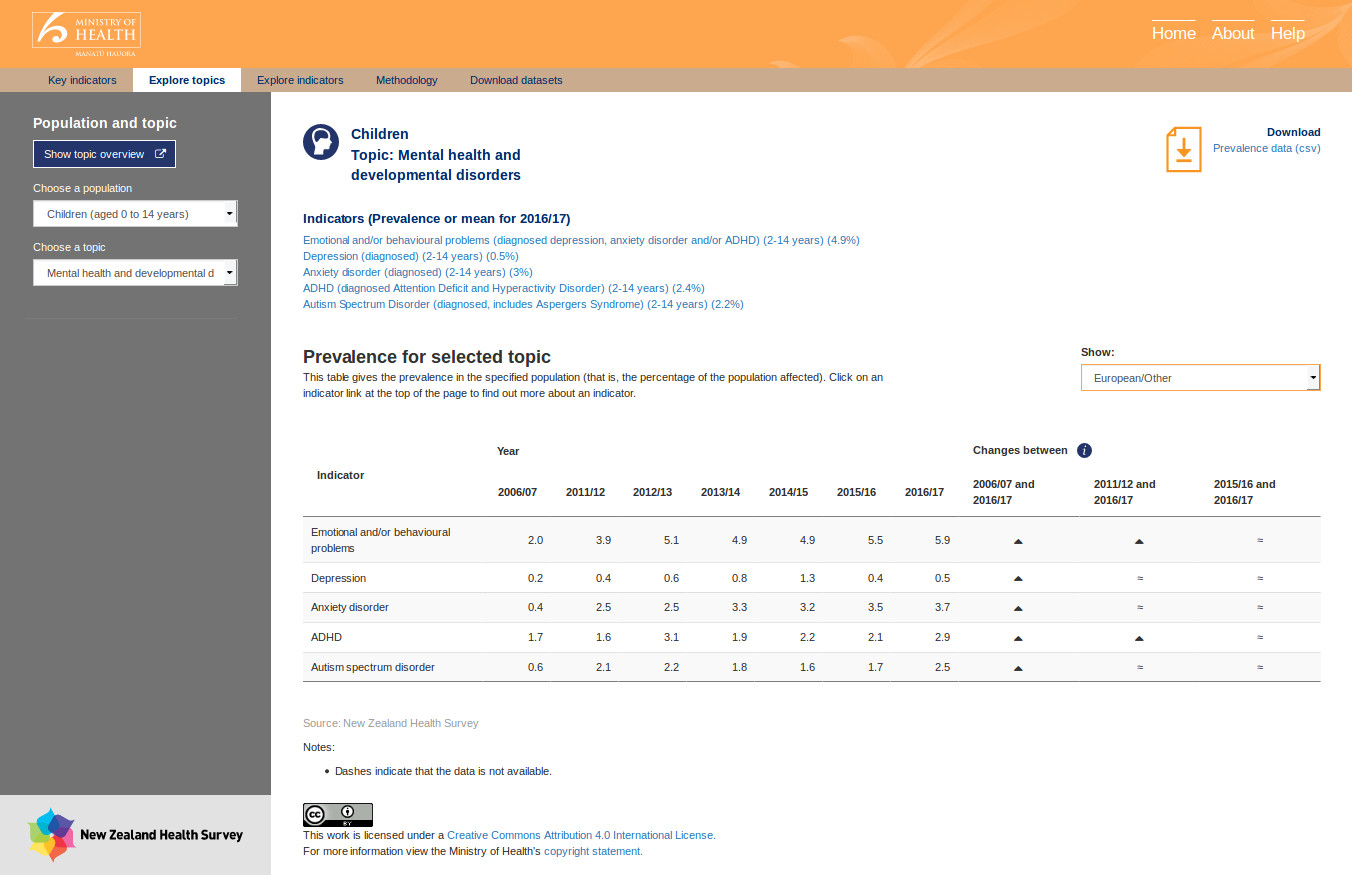 MINISTRY OF
HEALTH
MANATŪ HAUORA
Home About Help
Key indicators Explore topics Explore indicators Methodology Download datasets
Population and topic
Show topic overview
Choose a population
Children (aged 0 to 14 years)
Choose a topic
Mental health and developmental d
Children
Topic: Mental health and
developmental disorders
Download
Prevalence data (csv)
Indicators (Prevalence or mean for 2016/17)
Emotional and/or behavioural problems (diagnosed depression, anxiety disorder and/or ADHD) (2-14 years) (4.9%)
Depression (diagnosed) (2-14 years) (0.5%)
Anxiety disorder (diagnosed) (2-14 years) (3%)
ADHD (diagnosed Attention Deficit and Hyperactivity Disorder) (2-14 years) (2.4%)
Autism Spectrum Disorder (diagnosed, includes Aspergers Syndrome) (2-14 years) (2.2%)
Prevalence for selected topic
This table gives the prevalence in the specified population (that is, the percentage of the population affected). Click on an
indicator link at the top of the page to find out more about an indicator.
Show:
European/Other
Year Changes between i
Indicator
2006/07 2011/12 2012/13 2013/14 2014/15 2015/16 2016/17 2006/07 and 2011/12 and 2015/16 and
2016/17 2016/17 2016/17
Emotional and/or behavioural
problems 2.0 3.9 5.1 4.9 4.9 5.5 5.9 ▲ ▲ ≈
Depression 0.2 0.4 0.6 0.8 1.3 0.4 0.5 ▲ ≈ ≈
Anxiety disorder 0.4 2.5 2.5 3.3 3.2 3.5 3.7 ▲ ≈ ≈
ADHD 1.7 1.6 3.1 1.9 2.2 2.1 2.9 ▲ ▲ ≈
Autism spectrum disorder 0.6 2.1 2.2 1.8 1.6 1.7 2.5 ▲ ≈ ≈
Source: New Zealand Health Survey
Notes:
• Dashes indicate that the data is not available.
cc BY
This work is licensed under a Creative Commons Attribution 4.0 International License.
For more information view the Ministry of Health's copyright statement.
New Zealand Health Survey